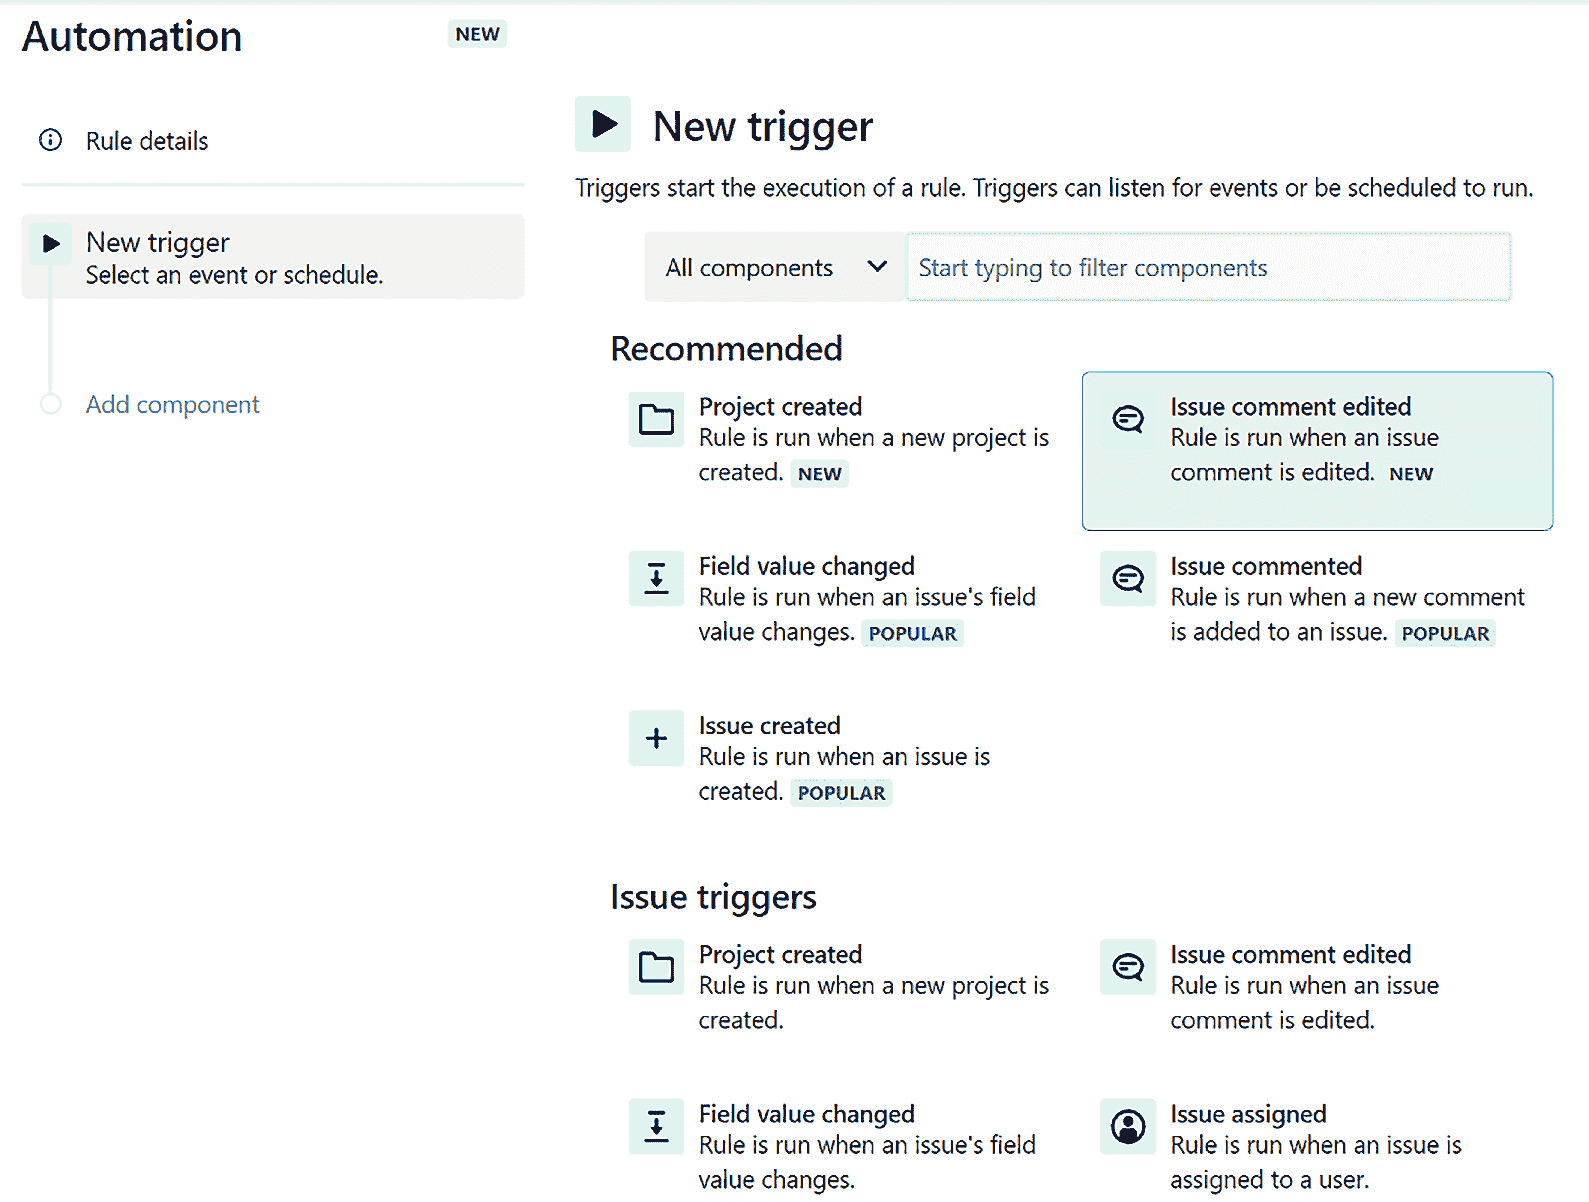 Automation NEW
Rule details
New trigger
Select an event or schedule.
Add component
New trigger
Triggers start the execution of a rule. Triggers can listen for events or be scheduled to run.
All components
Start typing to filter components
Recommended
Project created
Rule is run when a new project is
created. NEW
Issue comment edited
Rule is run when an issue
comment is edited. NEW
Field value changed
Rule is run when an issue's field
value changes. POPULAR
Issue commented
Rule is run when a new comment
is added to an issue. POPULAR
Issue created
Rule is run when an issue is
created. POPULAR
Issue triggers
Project created
Rule is run when a new project is
created.
Issue comment edited
Rule is run when an issue
comment is edited.
Field value changed
Rule is run when an issue's field
value changes.
Issue assigned
Rule is run when an issue is
assigned to a user.